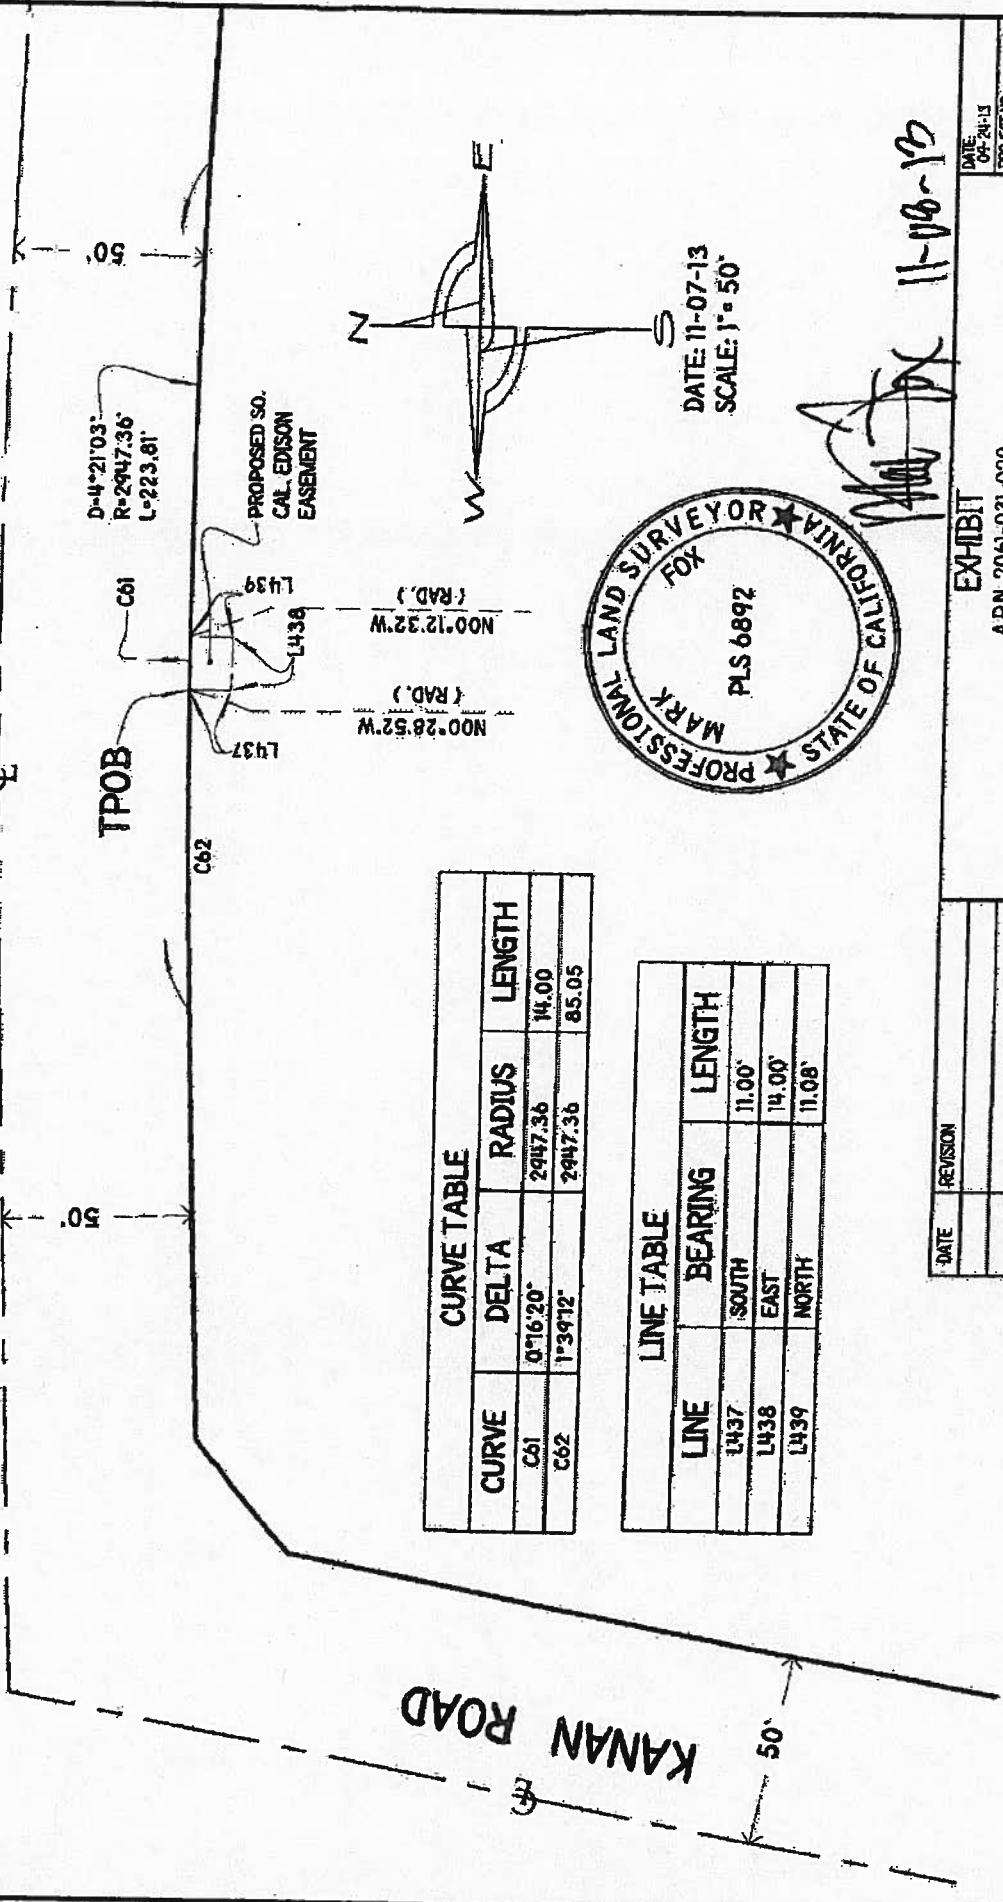 50'
D=4°21'03"
R=2947.36'
L=223.81'
C61
TPOB
PROPOSED SO.
CAL. EDISON
EASEMENT
L439
L438
L437
N00°12'32"W
(RAD.)
N00°28'52"W
(RAD.)
C62
50'
N
W
E
S
DATE: 11-07-13
SCALE: 1"= 50'
PROFESSIONAL LAND SURVEYOR
MARK FOX
PLS 6892
STATE OF CALIFORNIA
11-08-13
CURVE TABLE
CURVE DELTA RADIUS LENGTH
C61 0°16'20" 2947.36 14.00
C62 1°39'12" 2947.36 85.05
LINE TABLE
LINE BEARING LENGTH
L437 SOUTH 11.00'
L438 EAST 14.00'
L439 NORTH 11.08'
KANAN ROAD
50'
DATE REVISION
EXHIBIT
DATE:
09-24-13